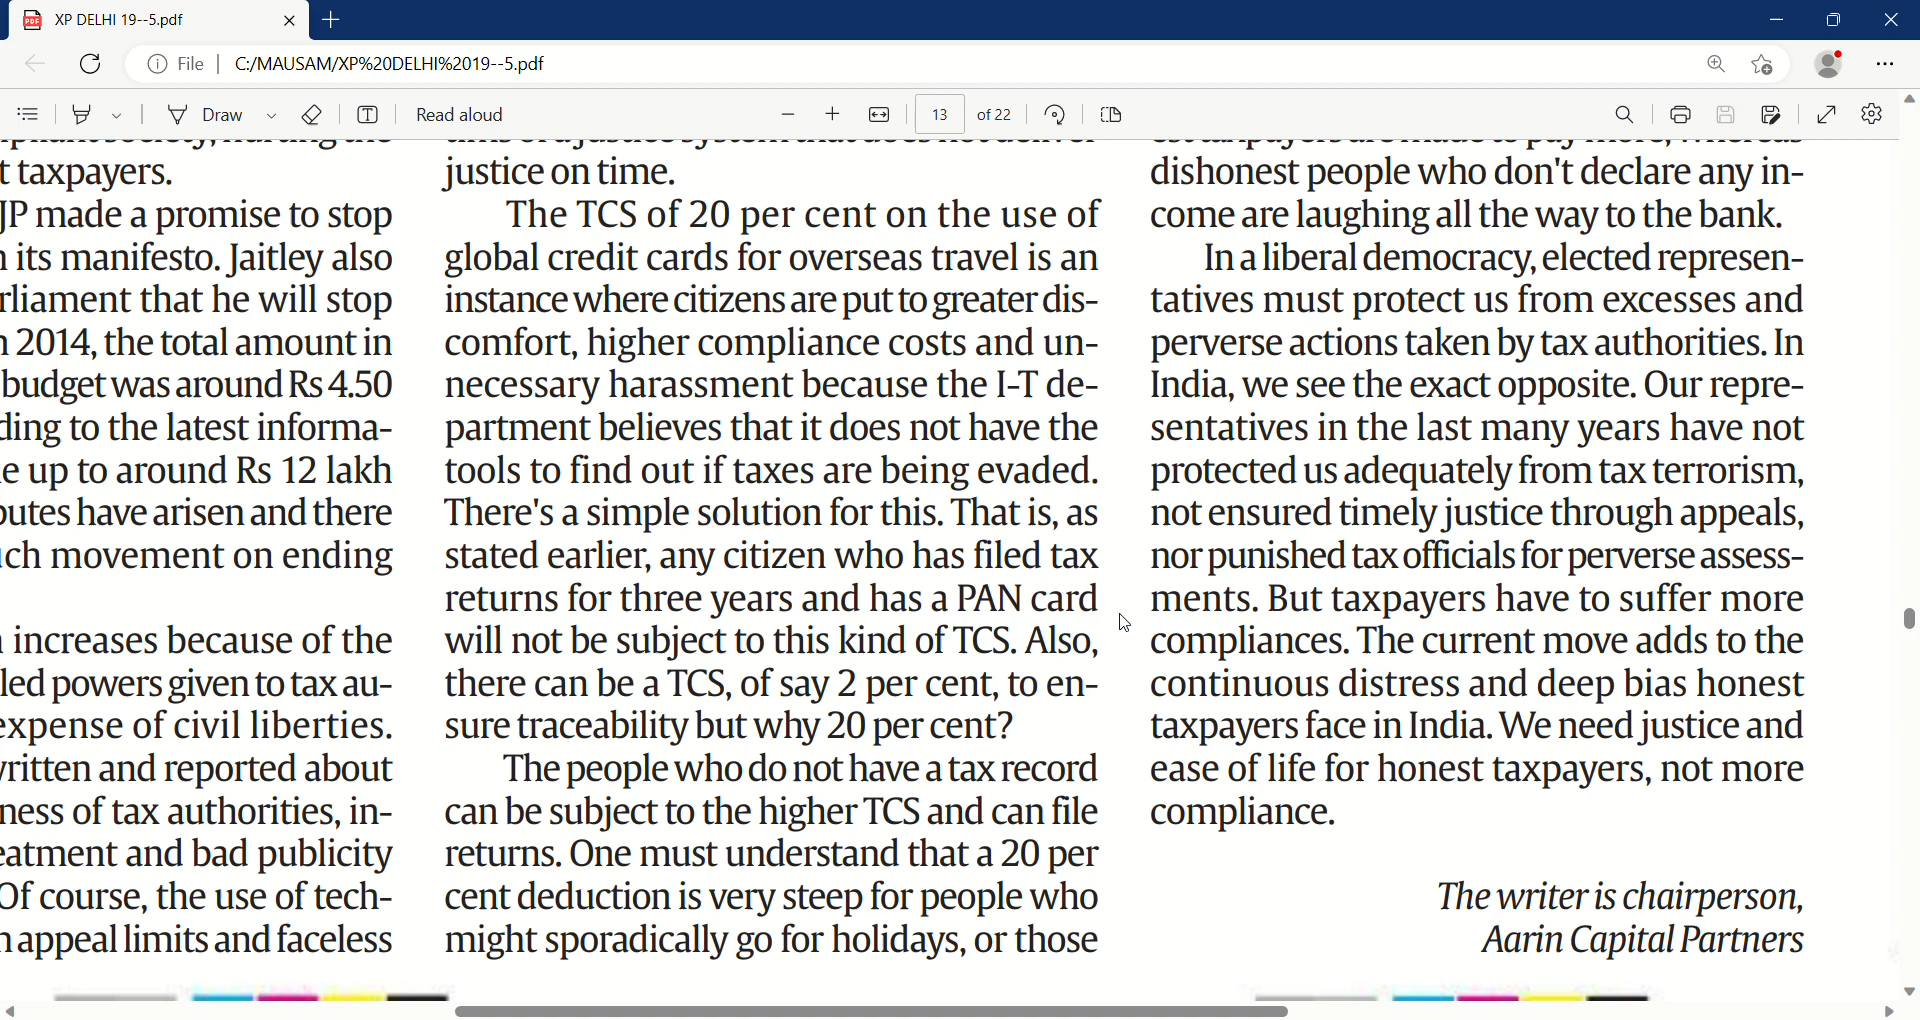 XP DELHI 19--5.pdf
File
C:/MAUSAM/XP%20DELHI%2019--5.pdf
Draw
Read aloud
13
of 22
t taxpayers.
JP made a promise to stop
its manifesto. Jaitley also
rliament that he will stop
2014, the total amount in
budget was around Rs 4.50
ding to the latest informa-
e up to around Rs 12 lakh
putes have arisen and there
ch movement on ending
increases because of the
led powers given to tax au-
expense of civil liberties.
written and reported about
ness of tax authorities, in-
eatment and bad publicity
Of course, the use of tech-
appeal limits and faceless
justice on time.
The TCS of 20 per cent on the use of
global credit cards for overseas travel is an
instance where citizens are put to greater dis-
comfort, higher compliance costs and un-
necessary harassment because the I-T de-
partment believes that it does not have the
tools to find out if taxes are being evaded.
There's a simple solution for this. That is, as
stated earlier, any citizen who has filed tax
returns for three years and has a PAN card
will not be subject to this kind of TCS. Also,
there can be a TCS, of say 2 per cent, to en-
sure traceability but why 20 per cent?
The people who do not have a tax record
can be subject to the higher TCS and can file
returns. One must understand that a 20 per
cent deduction is very steep for people who
might sporadically go for holidays, or those
dishonest people who don't declare any in-
come are laughing all the way to the bank.
In a liberal democracy, elected represen-
tatives must protect us from excesses and
perverse actions taken by tax authorities. In
India, we see the exact opposite. Our repre-
sentatives in the last many years have not
protected us adequately from tax terrorism,
not ensured timely justice through appeals,
nor punished tax officials for perverse assess-
ments. But taxpayers have to suffer more
compliances. The current move adds to the
continuous distress and deep bias honest
taxpayers face in India. We need justice and
ease of life for honest taxpayers, not more
compliance.
The writer is chairperson,
Aarin Capital Partners